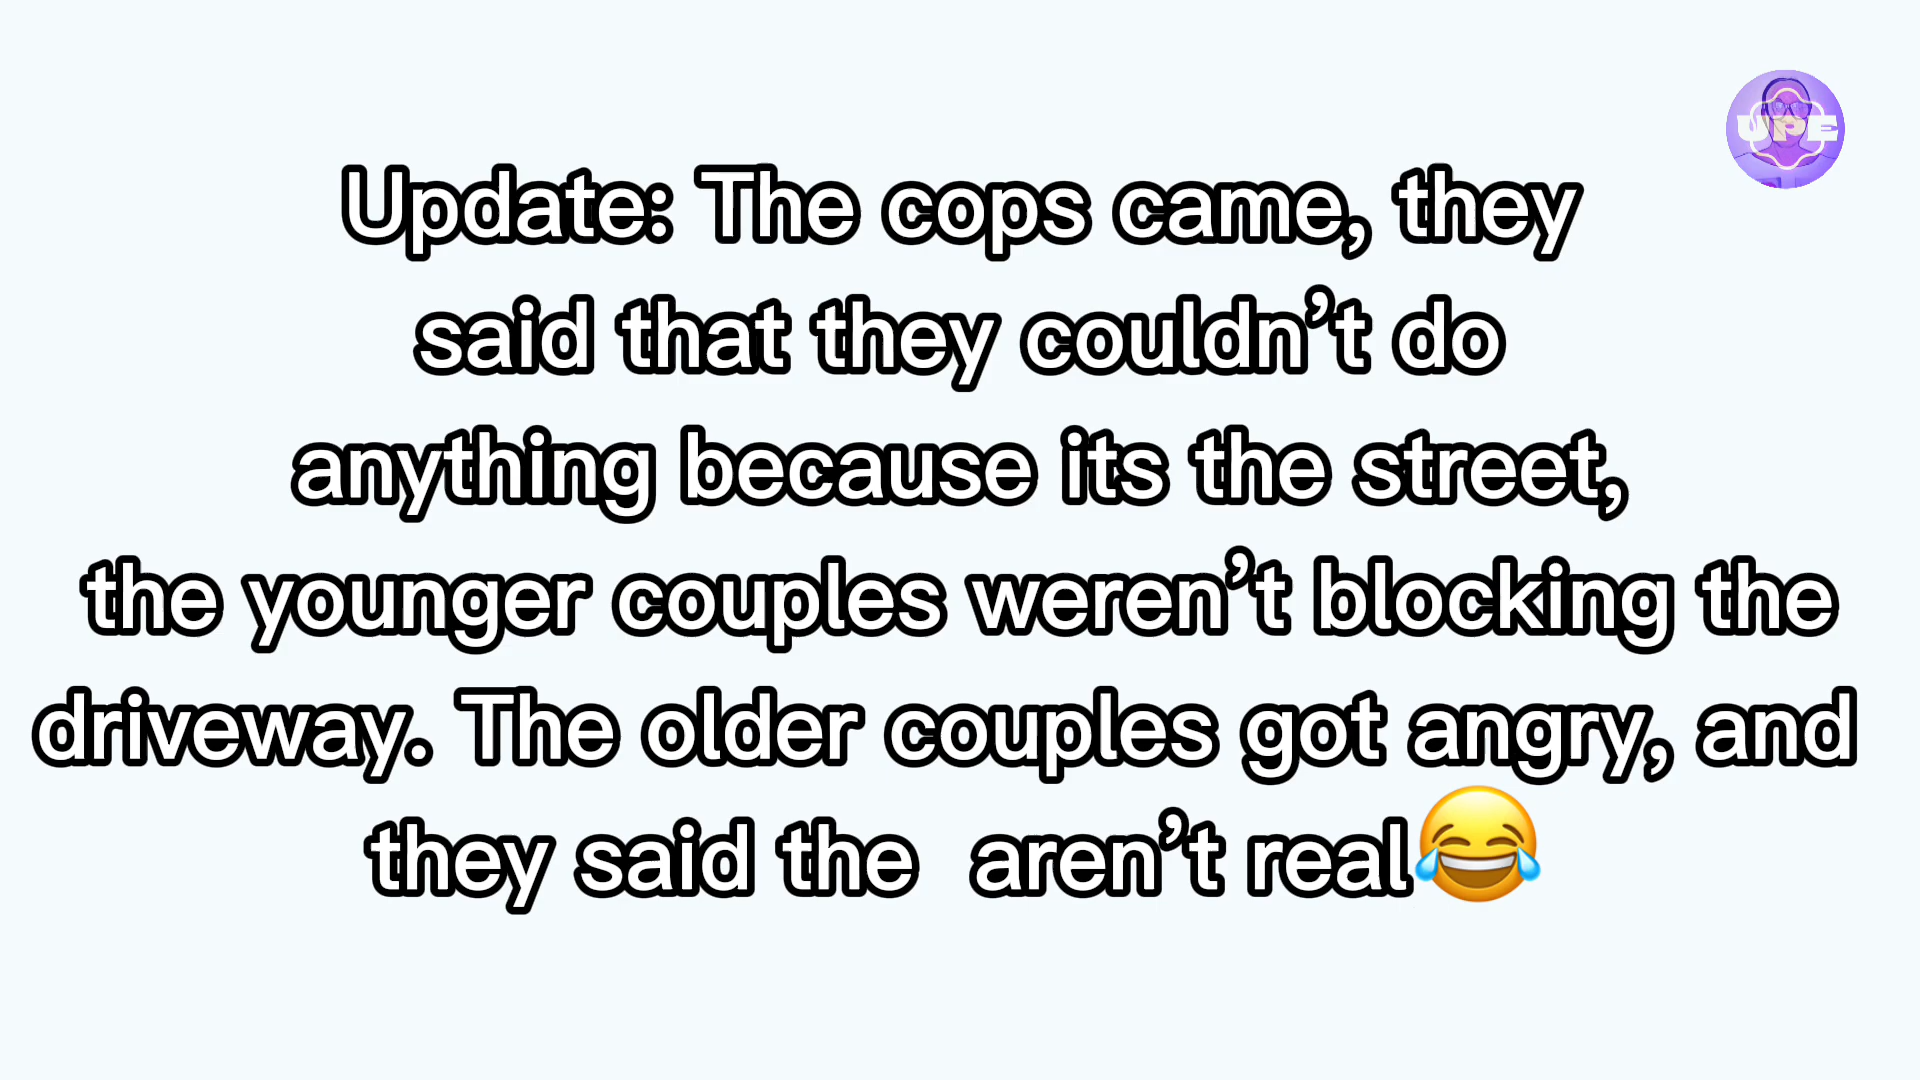 UPE
Update: The cops came, they
said that they couldn’t do
anything because its the street,
the younger couples weren’t blocking the
driveway. The older couples got angry, and
they said the  aren’t real😂